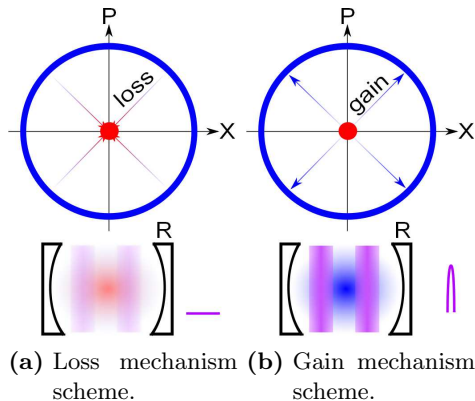 P P
loss gain
X X
R R
(a) Loss mechanism scheme.
(b) Gain mechanism scheme.